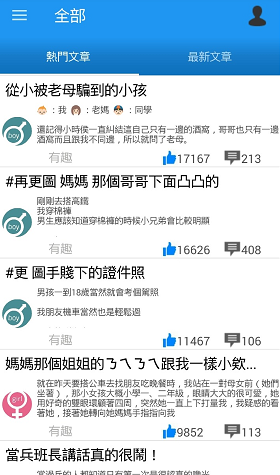 全部
熱門文章
最新文章
從小被老母騙到的小孩
：我 ：老媽 ：同學
還記得小時侯一直糾結這自己只有一邊的酒窩，哥哥也只有一邊
酒窩而且跟我不同邊，所以就問了老母。
boy
有趣
17167
213
#再更圖 媽媽 那個哥哥下面凸凸的
剛剛去搭高鐵
我穿棉褲
男生應該知道穿棉褲的時候小兄弟會比較明顯
boy
有趣
16626
408
#更 圖手賤下的證件照
男孩一到18歲當然就會考個駕照
我朋友機車當然也是輕鬆過
boy
有趣
11467
106
媽媽那個姐姐的ㄋㄟㄋㄟ跟我一樣小欸...
就在昨天要搭公車去找朋友吃晚餐時，我站在一對母女前（她們
坐著），那小女孩大概小學一、二年級，眼睛大大的很可愛，她
用好奇的雙眼環顧著四周，突然她一直上下打量我，我疑惑的看
著她，接著她轉向她媽媽手指指向我
girl
有趣
9852
113
當兵班長講話真的很鬧！